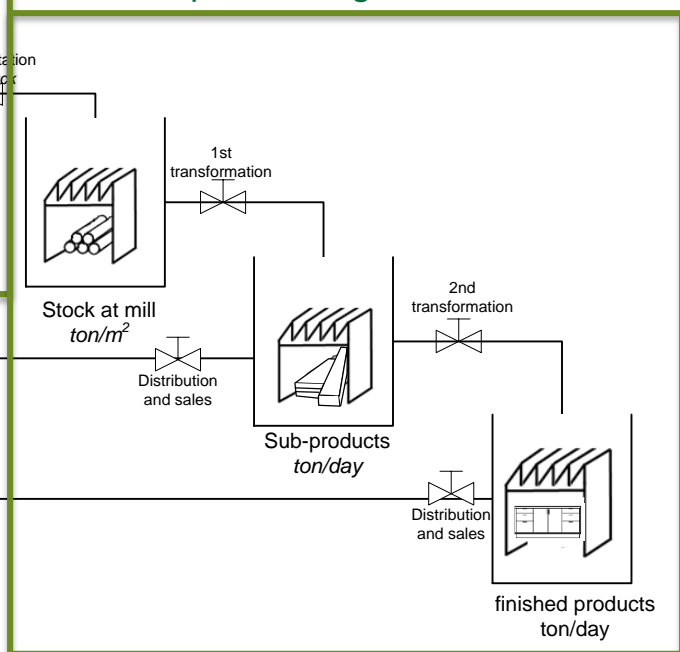 1st
transformation
Stock at mill
ton/m²
2nd
transformation
Distribution
and sales
Sub-products
ton/day
Distribution
and sales
finished products
ton/day